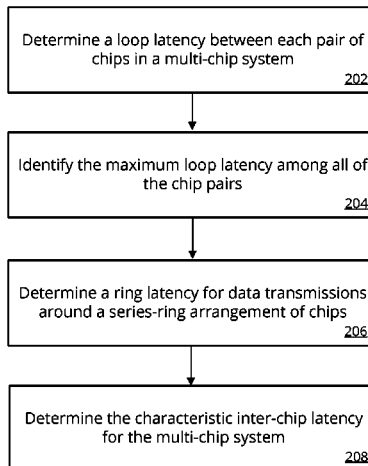 Determine a loop latency between each pair of
chips in a multi-chip system
202
Identify the maximum loop latency among all of
the chip pairs
204
Determine a ring latency for data transmissions
around a series-ring arrangement of chips
206
Determine the characteristic inter-chip latency
for the multi-chip system
208